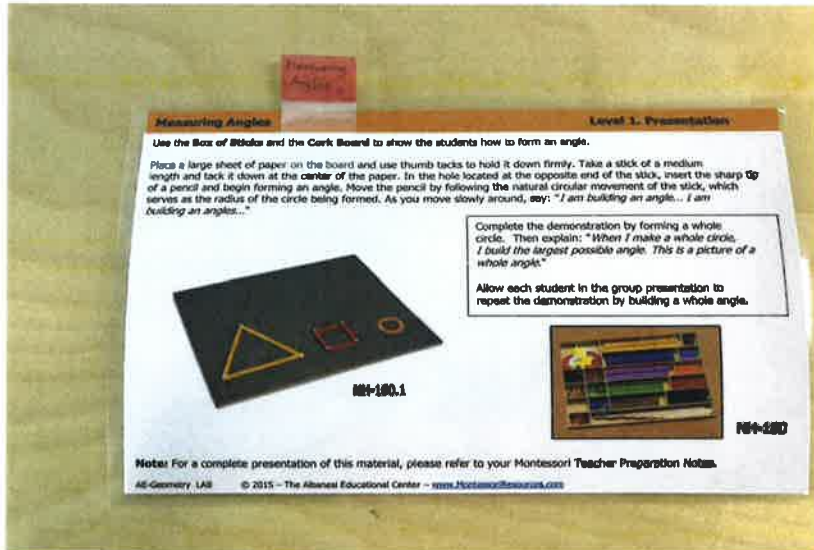 Measuring
Angles
Measuring Angles
Level 1. Presentation
Use the Box of Sticks and the Cork Board to show the students how to form an angle.
Place a large sheet of paper on the board and use thumb tacks to hold it down firmly. Take a stick of a medium
length and tack it down at the center of the paper. In the hole located at the opposite end of the stick, insert the sharp tip
of a pencil and begin forming an angle. Move the pencil by following the natural circular movement of the stick, which
serves as the radius of the circle being formed. As you move slowly around, say: "I am building an angle... I am
building an angles..."
Complete the demonstration by forming a whole
circle. Then explain: "When I make a whole circle,
I build the largest possible angle. This is a picture of a
whole angle."
Allow each student in the group presentation to
repeat the demonstration by building a whole angle.
NH-180.1
NH-180
Note: For a complete presentation of this material, please refer to your Montessori Teacher Preparation Notes.
AE-Geometry LAB © 2015 – The Albanesi Educational Center – www.MontessoriResources.com